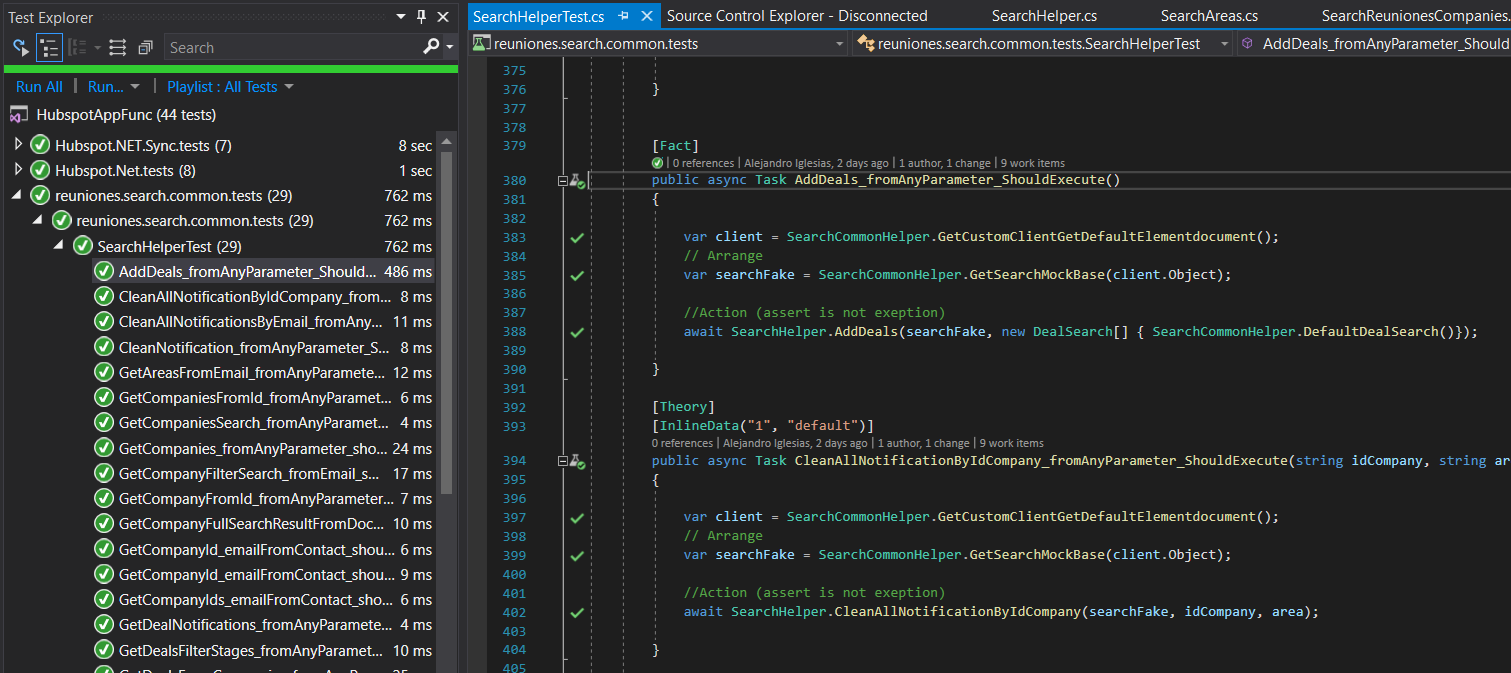 Test Explorer
Search
Run All | Run... | Playlist : All Tests
HubspotAppFunc (44 tests)
Hubspot.NET.Sync.tests (7) 8 sec
Hubspot.Net.tests (8) 1 sec
reuniones.search.common.tests (29) 762 ms
reuniones.search.common.tests (29) 762 ms
SearchHelperTest (29) 762 ms
AddDeals_fromAnyParameter_Should... 486 ms
CleanAllNotificationByIdCompany_from... 8 ms
CleanAllNotificationsByEmail_fromAny... 11 ms
CleanNotification_fromAnyParameter_S... 8 ms
GetAreasFromEmail_fromAnyParamete... 12 ms
GetCompaniesFromId_fromAnyParamet... 6 ms
GetCompaniesSearch_fromAnyParamet... 4 ms
GetCompanies_fromAnyParameter_sho... 24 ms
GetCompanyFilterSearch_fromEmail_s... 17 ms
GetCompanyFromId_fromAnyParameter... 7 ms
GetCompanyFullSearchResultFromDoc... 10 ms
GetCompanyId_emailFromContact_shou... 6 ms
GetCompanyId_emailFromContact_shou... 9 ms
GetCompanyIds_emailFromContact_sho... 6 ms
GetDealNotifications_fromAnyParamete... 4 ms
GetDealsFilterStages_fromAnyParamet... 10 ms
SearchHelperTest.cs Source Control Explorer - Disconnected SearchHelper.cs SearchAreas.cs SearchReunionesCompanies.
reuniones.search.common.tests reuniones.search.common.tests.SearchHelperTest AddDeals_fromAnyParameter_Should
375
376 }
377
378
379 [Fact]
0 references | Alejandro Iglesias, 2 days ago | 1 author, 1 change | 9 work items
380 public async Task AddDeals_fromAnyParameter_ShouldExecute()
381 {
382
383 var client = SearchCommonHelper.GetCustomClientGetDefaultElementdocument();
384 // Arrange
385 var searchFake = SearchCommonHelper.GetSearchMockBase(client.Object);
386
387 //Action (assert is not exeption)
388 await SearchHelper.AddDeals(searchFake, new DealSearch[] { SearchCommonHelper.DefaultDealSearch()});
389
390 }
391
392 [Theory]
393 [InlineData("1", "default")]
0 references | Alejandro Iglesias, 2 days ago | 1 author, 1 change | 9 work items
394 public async Task CleanAllNotificationByIdCompany_fromAnyParameter_ShouldExecute(string idCompany, string ar
395 {
396
397 var client = SearchCommonHelper.GetCustomClientGetDefaultElementdocument();
398 // Arrange
399 var searchFake = SearchCommonHelper.GetSearchMockBase(client.Object);
400
401 //Action (assert is not exeption)
402 await SearchHelper.CleanAllNotificationByIdCompany(searchFake, idCompany, area);
403
404 }
405